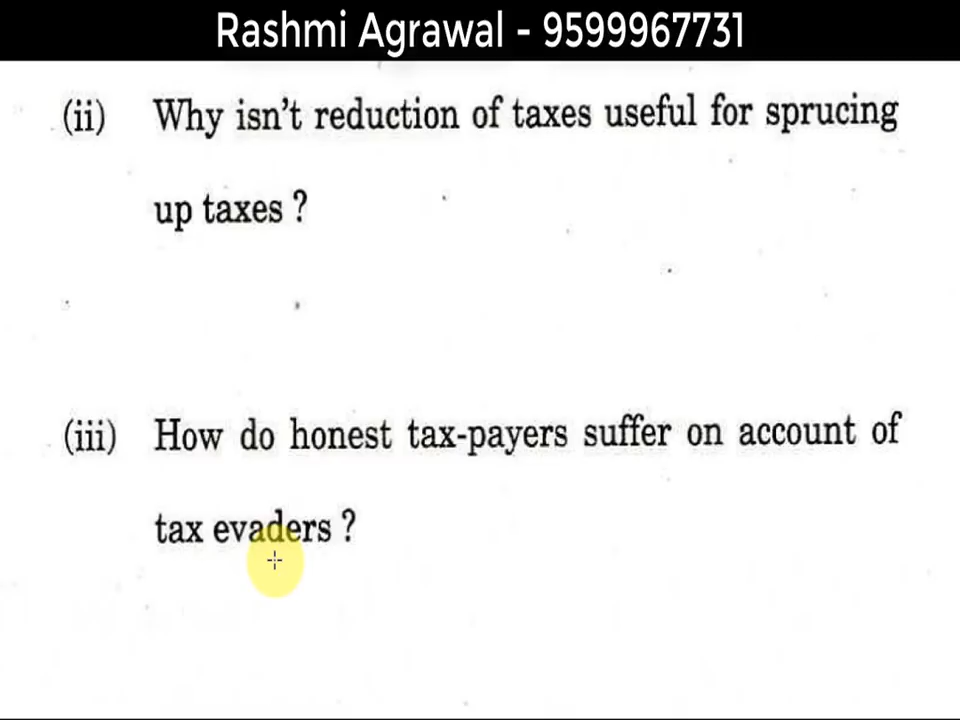 Rashmi Agrawal - 9599967731
(ii) Why isn't reduction of taxes useful for sprucing
up taxes ?
(iii) How do honest tax-payers suffer on account of
tax evaders ?